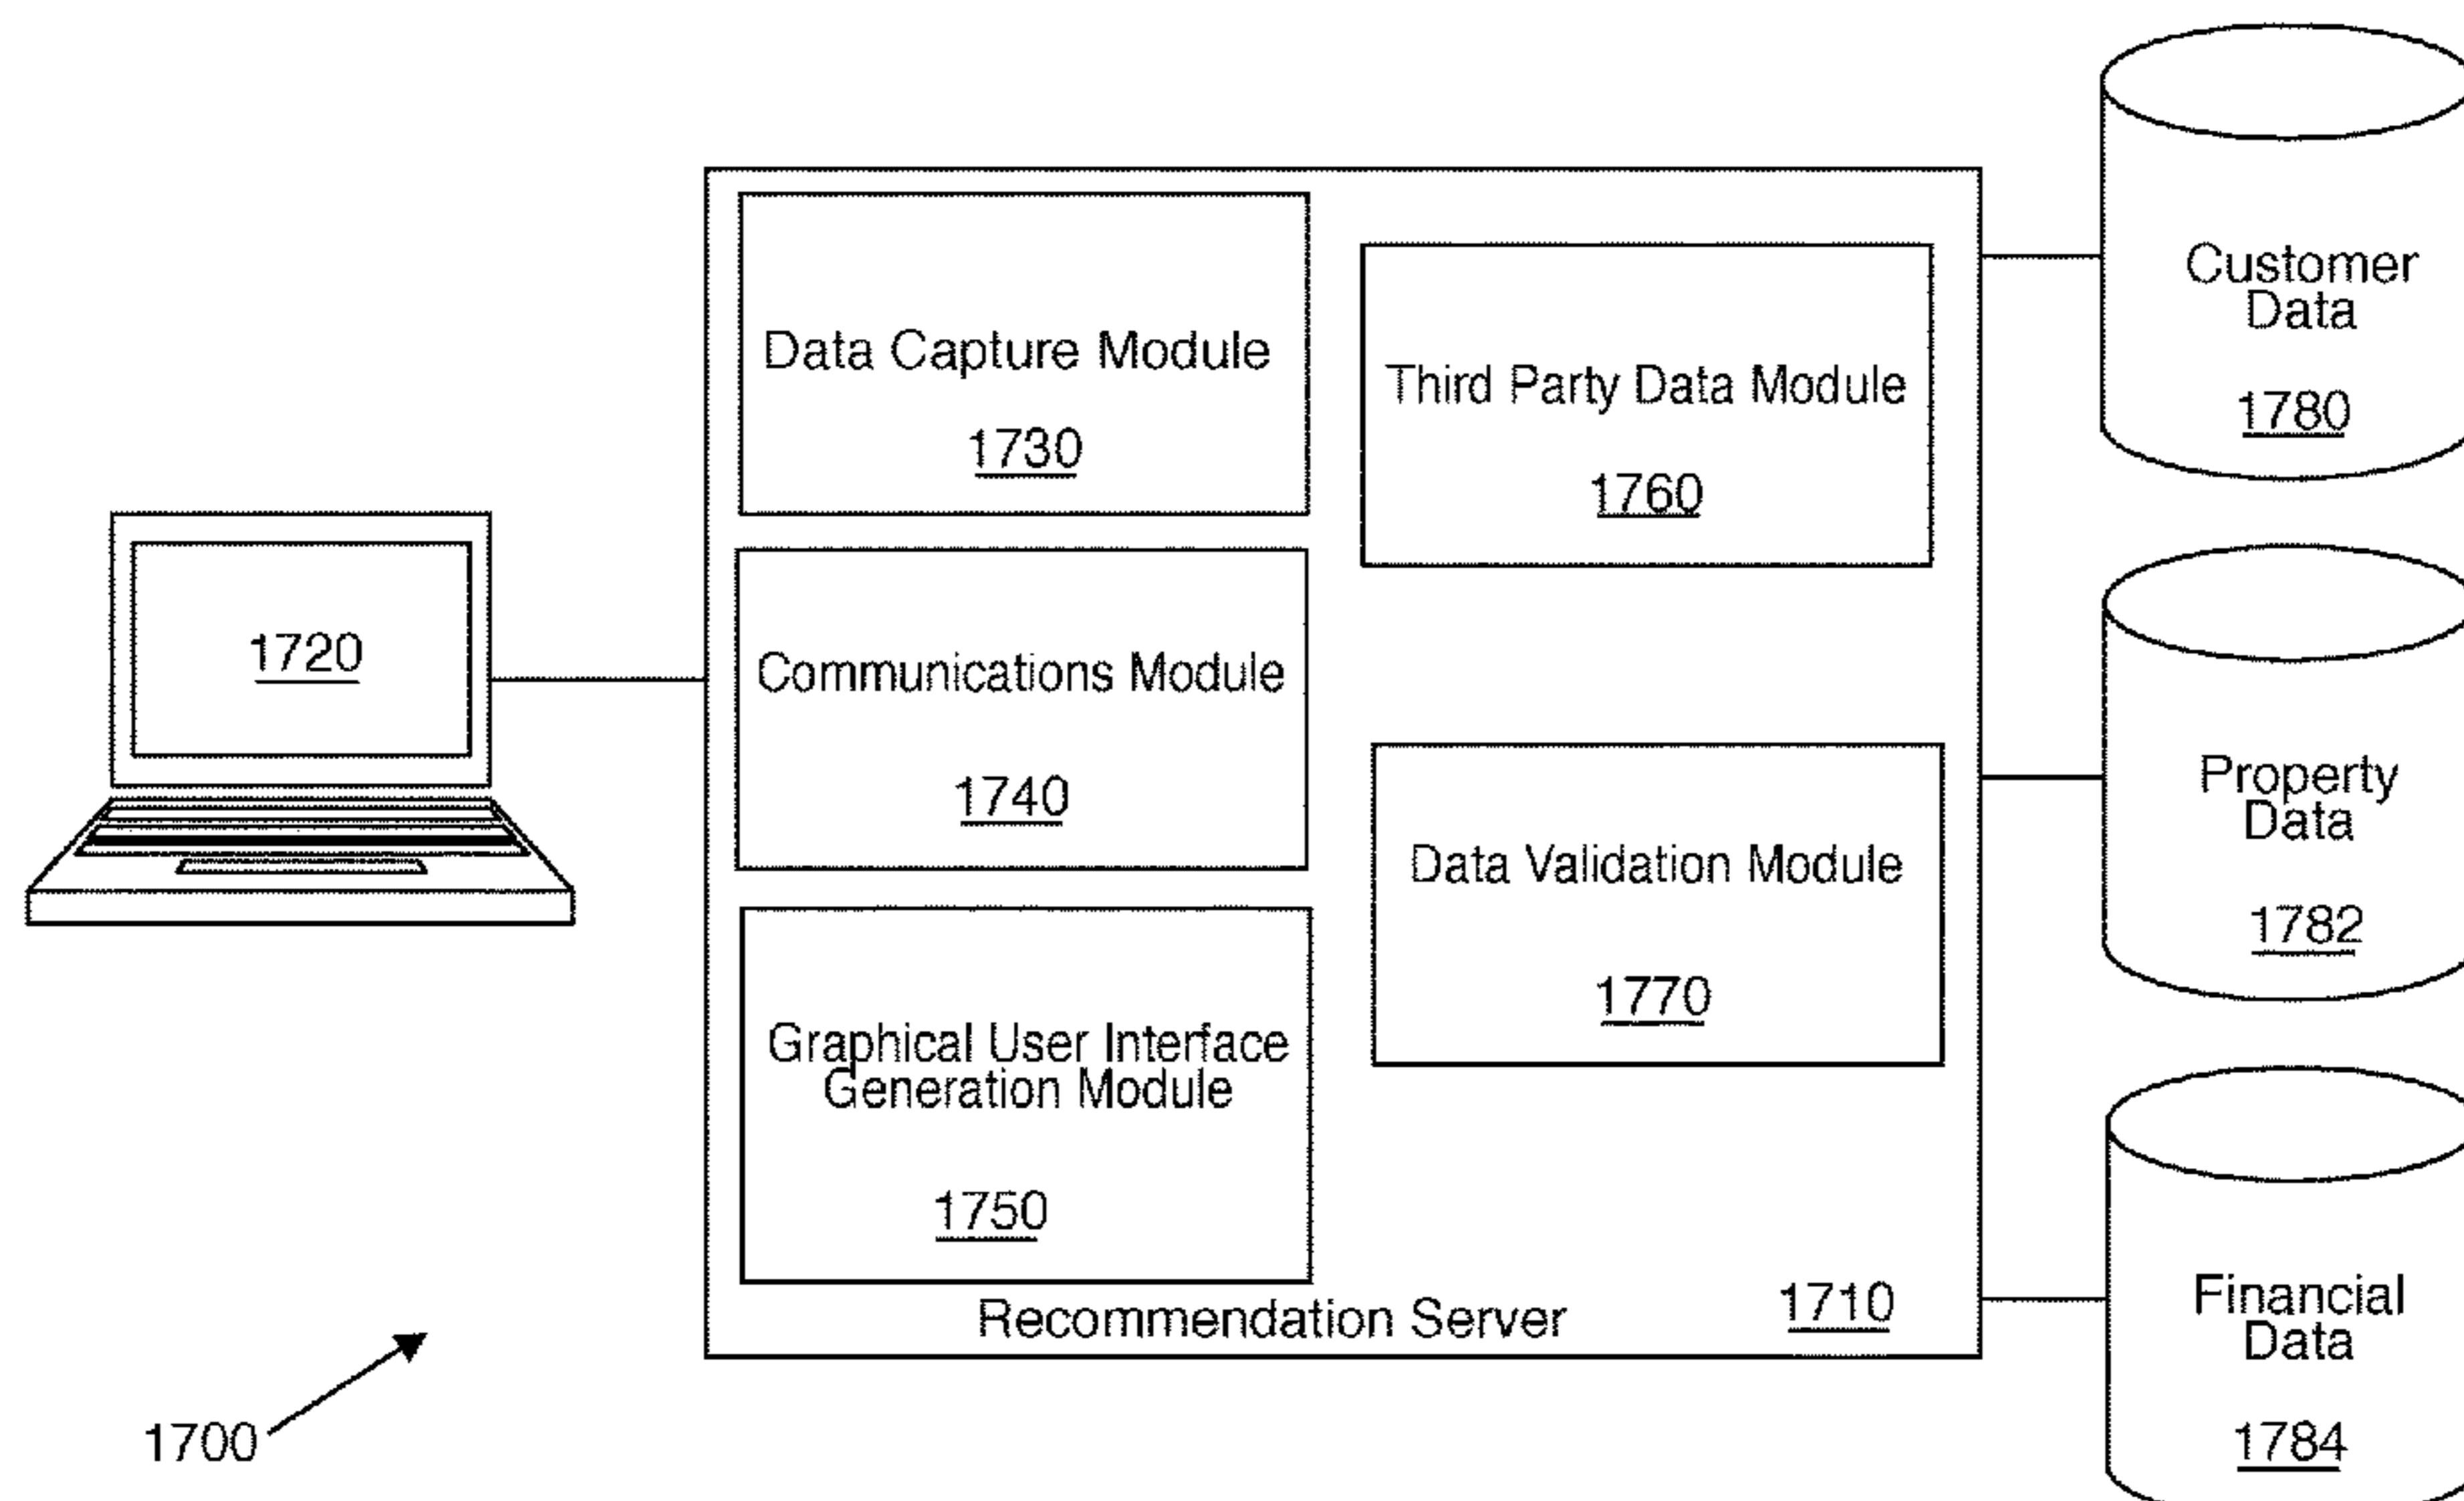 1720
Data Capture Module
1730
Communications Module
1740
Graphical User Interface
Generation Module
1750
Third Party Data Module
1760
Data Validation Module
1770
Recommendation Server
1710
Customer
Data
1780
Property
Data
1782
Financial
Data
1784
1700